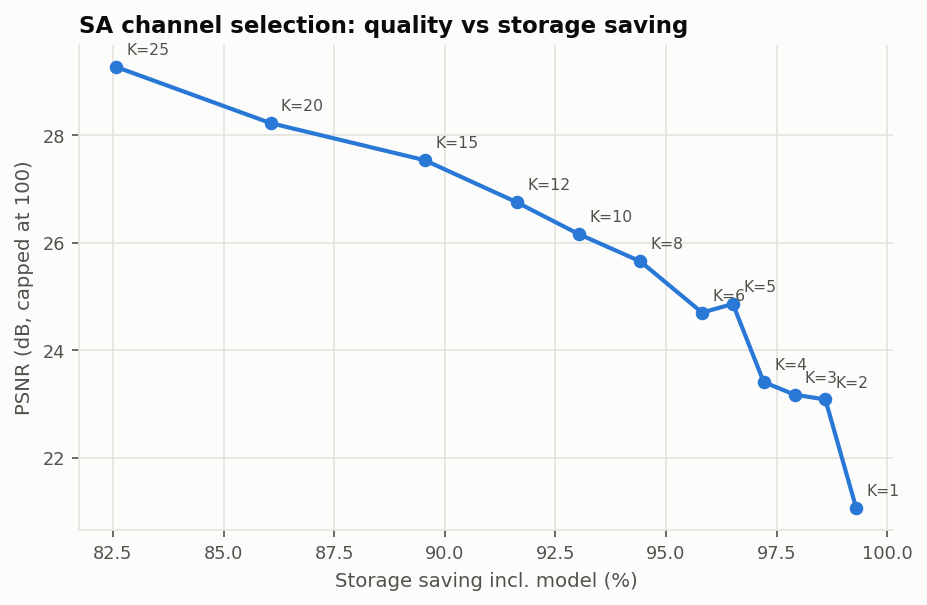 SA channel selection: quality vs storage saving
K=25
K=20
K=15
K=12
K=10
K=8
K=6
K=5
K=4
K=3
K=2
K=1
28
26
24
22
PSNR (dB, capped at 100)
82.5 85.0 87.5 90.0 92.5 95.0 97.5 100.0
Storage saving incl. model (%)